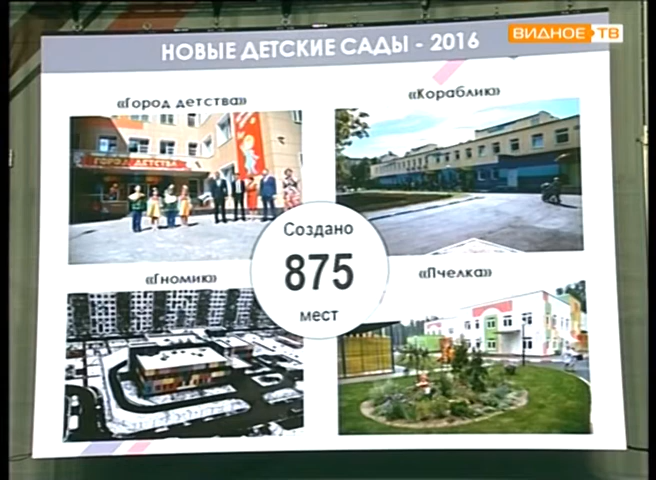 ВИДНОЕ ТВ
НОВЫЕ ДЕТСКИЕ САДЫ - 2016
«Город детства»
«Кораблик»
ГОРОД ДЕТСТВА
Создано
875
мест
«Гномик»
«Пчелка»